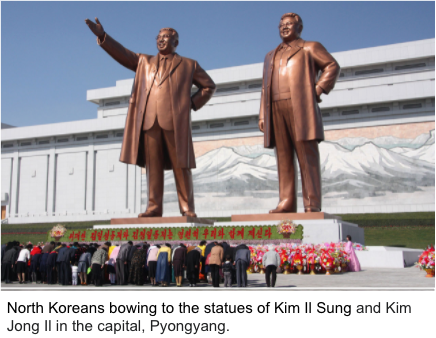 North Koreans bowing to the statues of Kim Il Sung and Kim
Jong Il in the capital, Pyongyang.